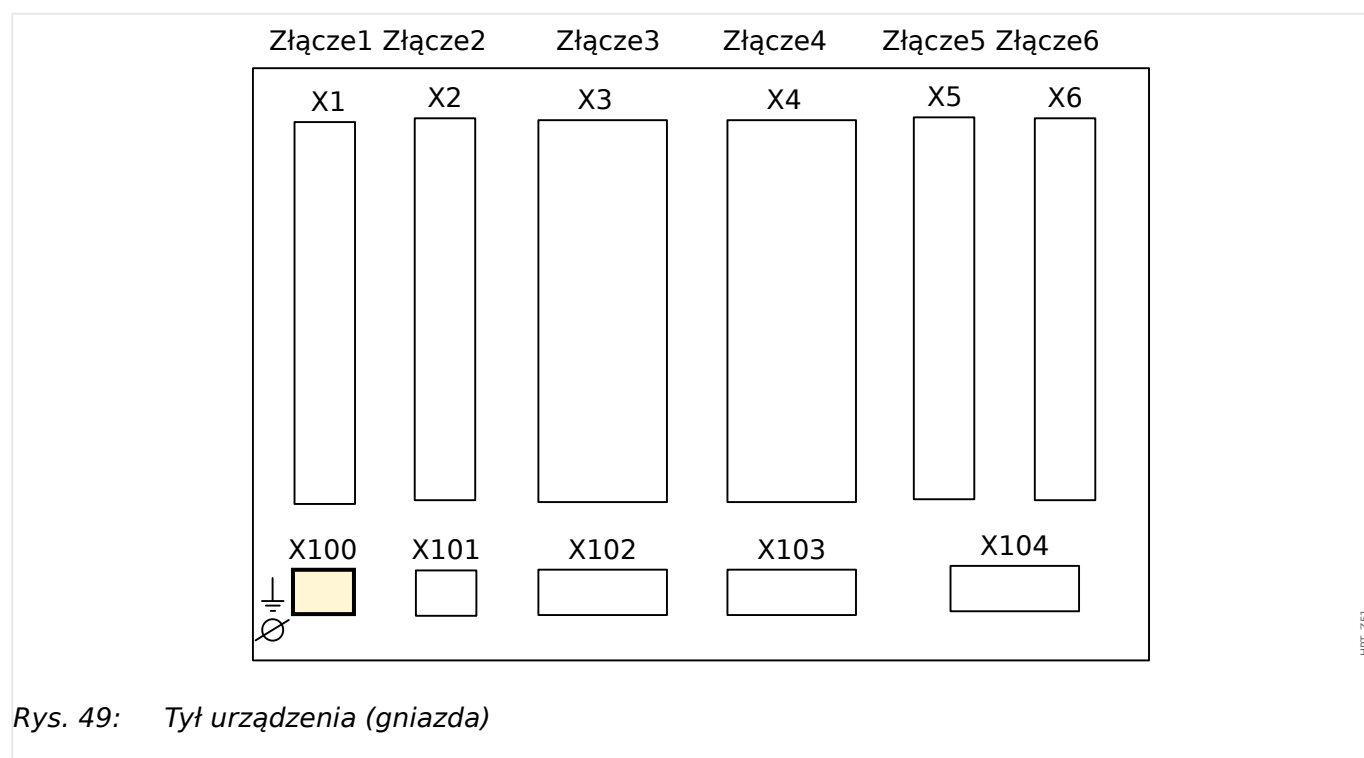 Złącze1 Złącze2 Złącze3 Złącze4 Złącze5 Złącze6
X1 X2 X3 X4 X5 X6
X100 X101 X102 X103 X104
Rys. 49: Tył urządzenia (gniazda)